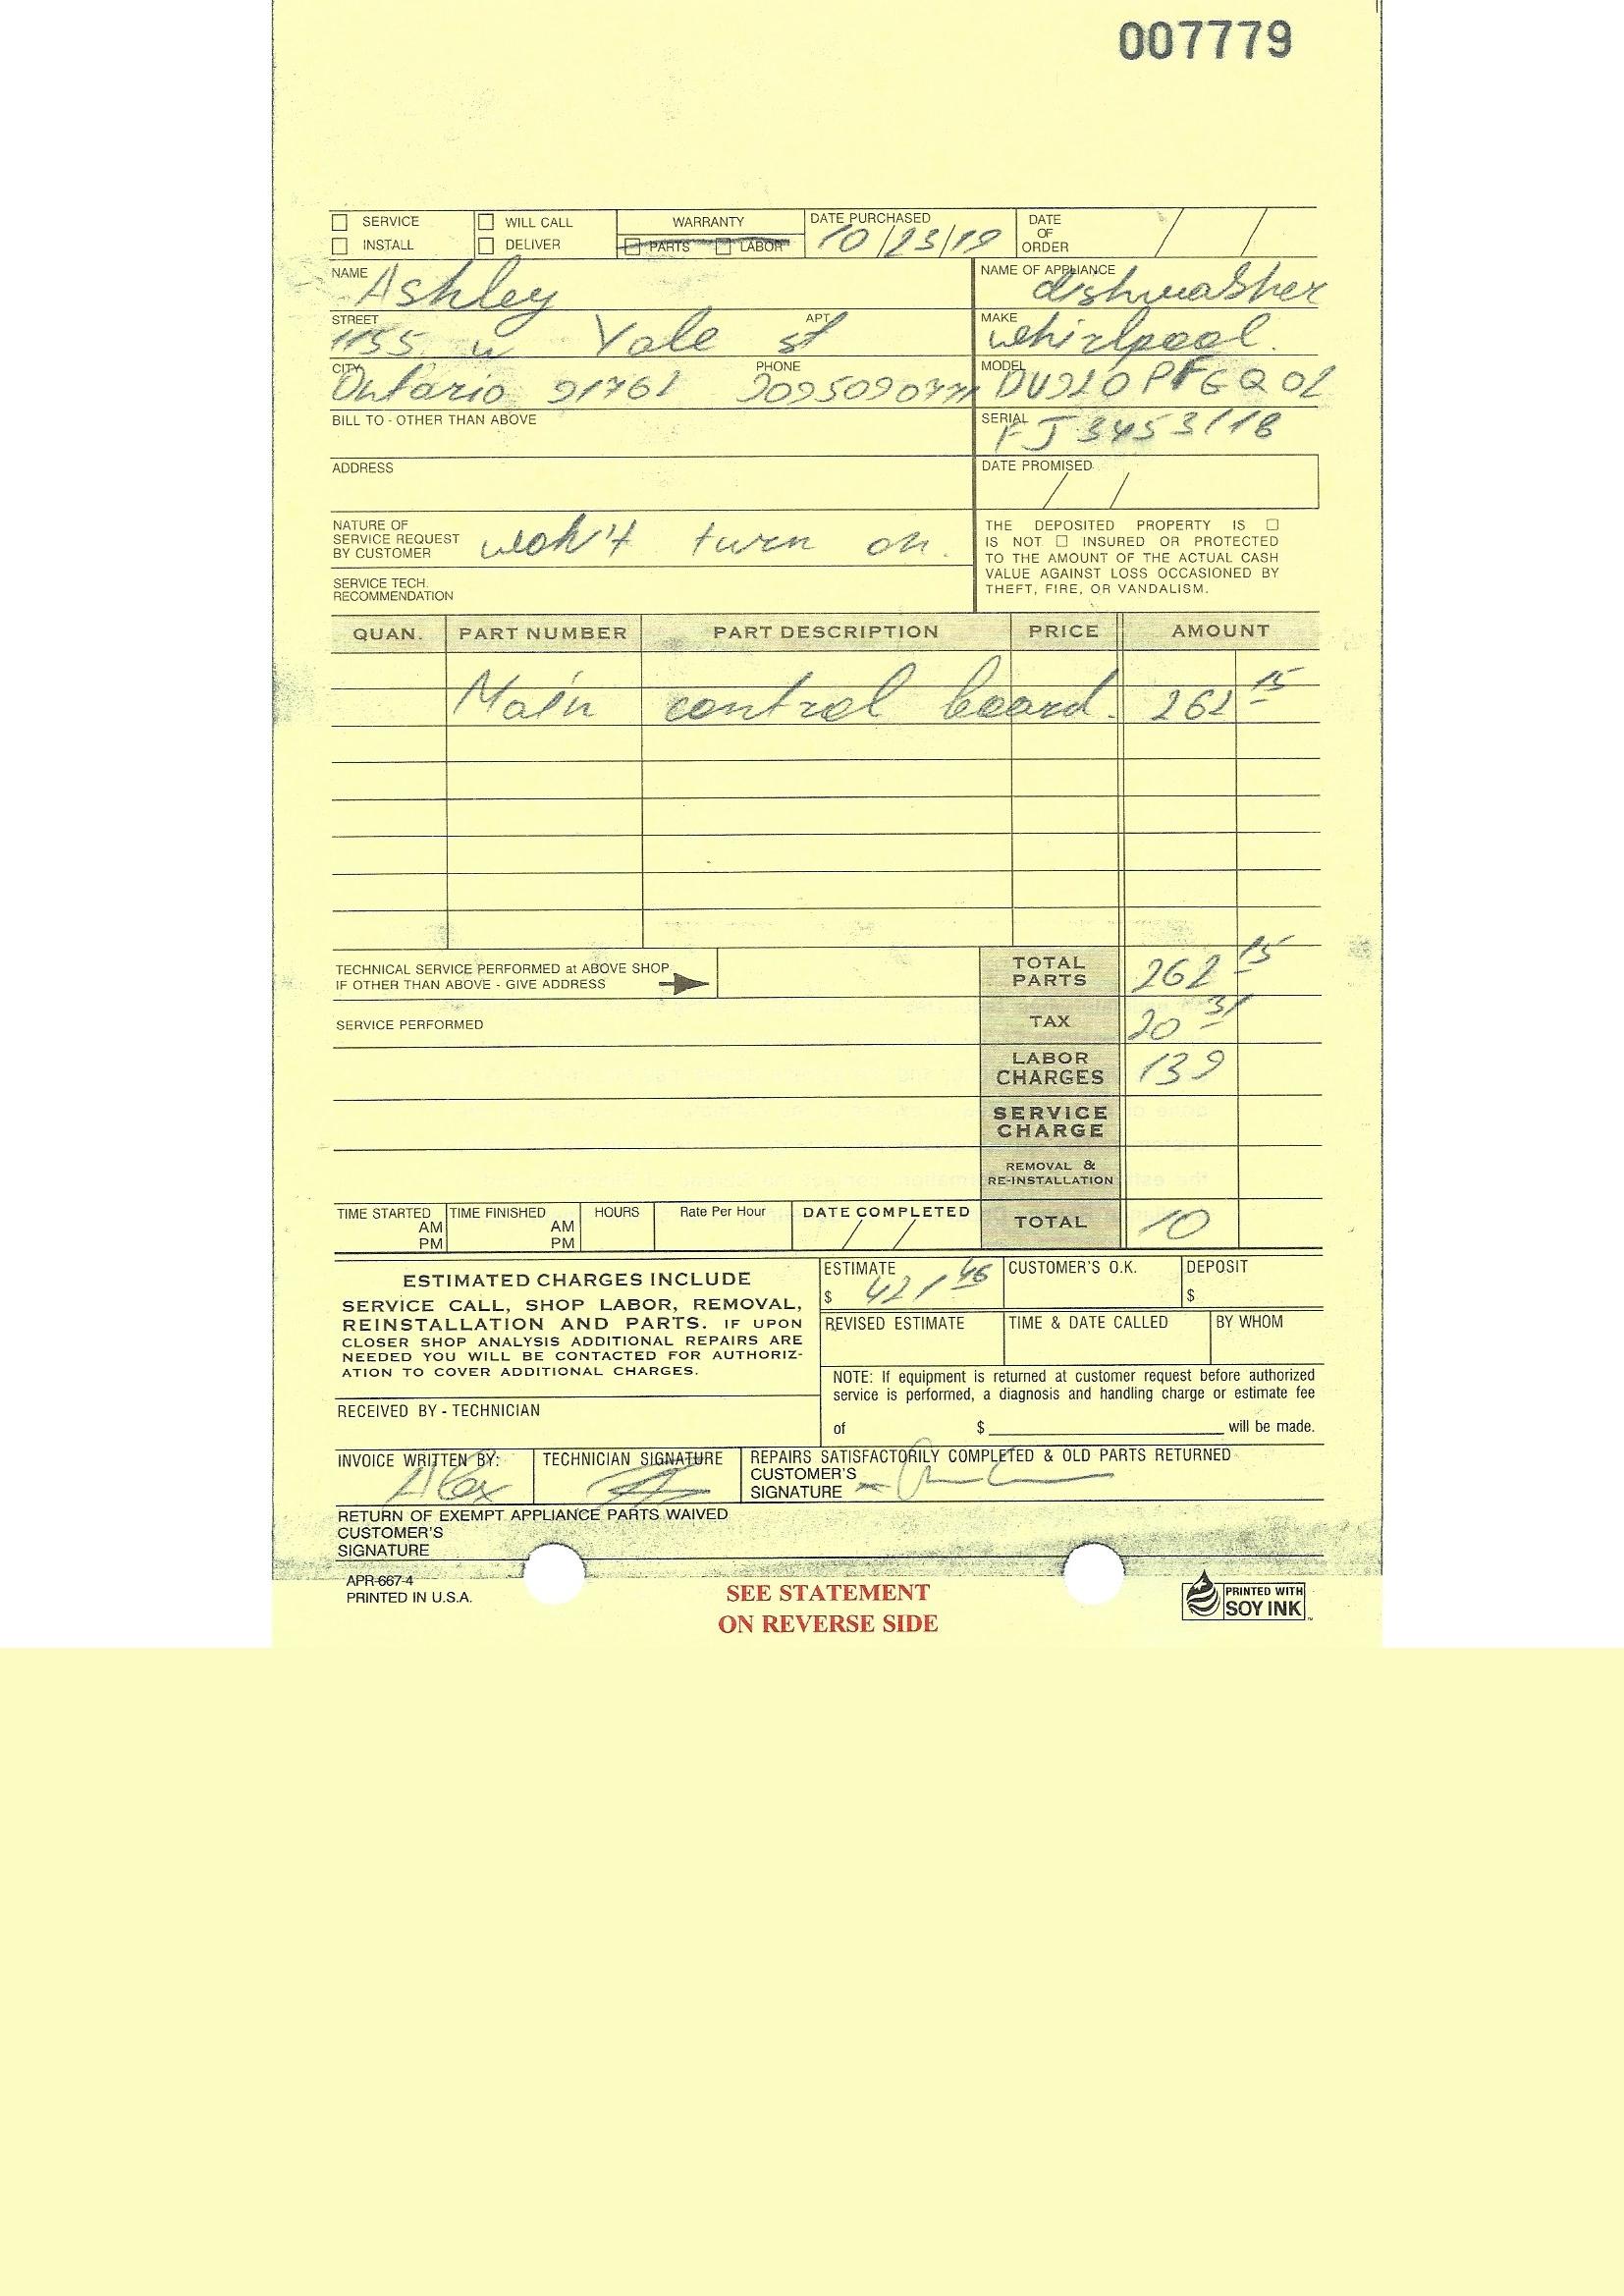 007779
SERVICE WILL CALL WARRANTY DATE PURCHASED 10/23/19 DATE OF ORDER
INSTALL DELIVER PARTS LABOR
NAME Ashley NAME OF APPLIANCE dishwasher
STREET 1155 w Yale st APT. MAKE whirlpool.
CITY Ontario 91761 PHONE MODEL DU920PFGQ02
BILL TO - OTHER THAN ABOVE SERIAL FJ3453118
ADDRESS DATE PROMISED
NATURE OF
SERVICE REQUEST
BY CUSTOMER won't turn on.
SERVICE TECH.
RECOMMENDATION
THE DEPOSITED PROPERTY IS
IS NOT INSURED OR PROTECTED
TO THE AMOUNT OF THE ACTUAL CASH
VALUE AGAINST LOSS OCCASIONED BY
THEFT, FIRE, OR VANDALISM.
QUAN. PART NUMBER PART DESCRIPTION PRICE AMOUNT
Main control board. 262 15
TECHNICAL SERVICE PERFORMED at ABOVE SHOP
IF OTHER THAN ABOVE - GIVE ADDRESS
TOTAL PARTS 262 15
SERVICE PERFORMED
TAX 20 31
LABOR CHARGES 139
SERVICE CHARGE
REMOVAL & RE-INSTALLATION
TIME STARTED AM PM TIME FINISHED AM PM HOURS Rate Per Hour DATE COMPLETED TOTAL 10
ESTIMATED CHARGES INCLUDE
SERVICE CALL, SHOP LABOR, REMOVAL,
REINSTALLATION AND PARTS. IF UPON
CLOSER SHOP ANALYSIS ADDITIONAL REPAIRS ARE
NEEDED YOU WILL BE CONTACTED FOR AUTHORIZ-
ATION TO COVER ADDITIONAL CHARGES.
ESTIMATE $ 421 46 CUSTOMER'S O.K. DEPOSIT $
REVISED ESTIMATE TIME & DATE CALLED BY WHOM
NOTE: If equipment is returned at customer request before authorized
service is performed, a diagnosis and handling charge or estimate fee
of $ will be made.
RECEIVED BY - TECHNICIAN
INVOICE WRITTEN BY: Alex TECHNICIAN SIGNATURE REPAIRS SATISFACTORILY COMPLETED & OLD PARTS RETURNED
CUSTOMER'S
SIGNATURE
RETURN OF EXEMPT APPLIANCE PARTS WAIVED
CUSTOMER'S
SIGNATURE
APR-667-4
PRINTED IN U.S.A.
SEE STATEMENT
ON REVERSE SIDE
PRINTED WITH
SOY INK